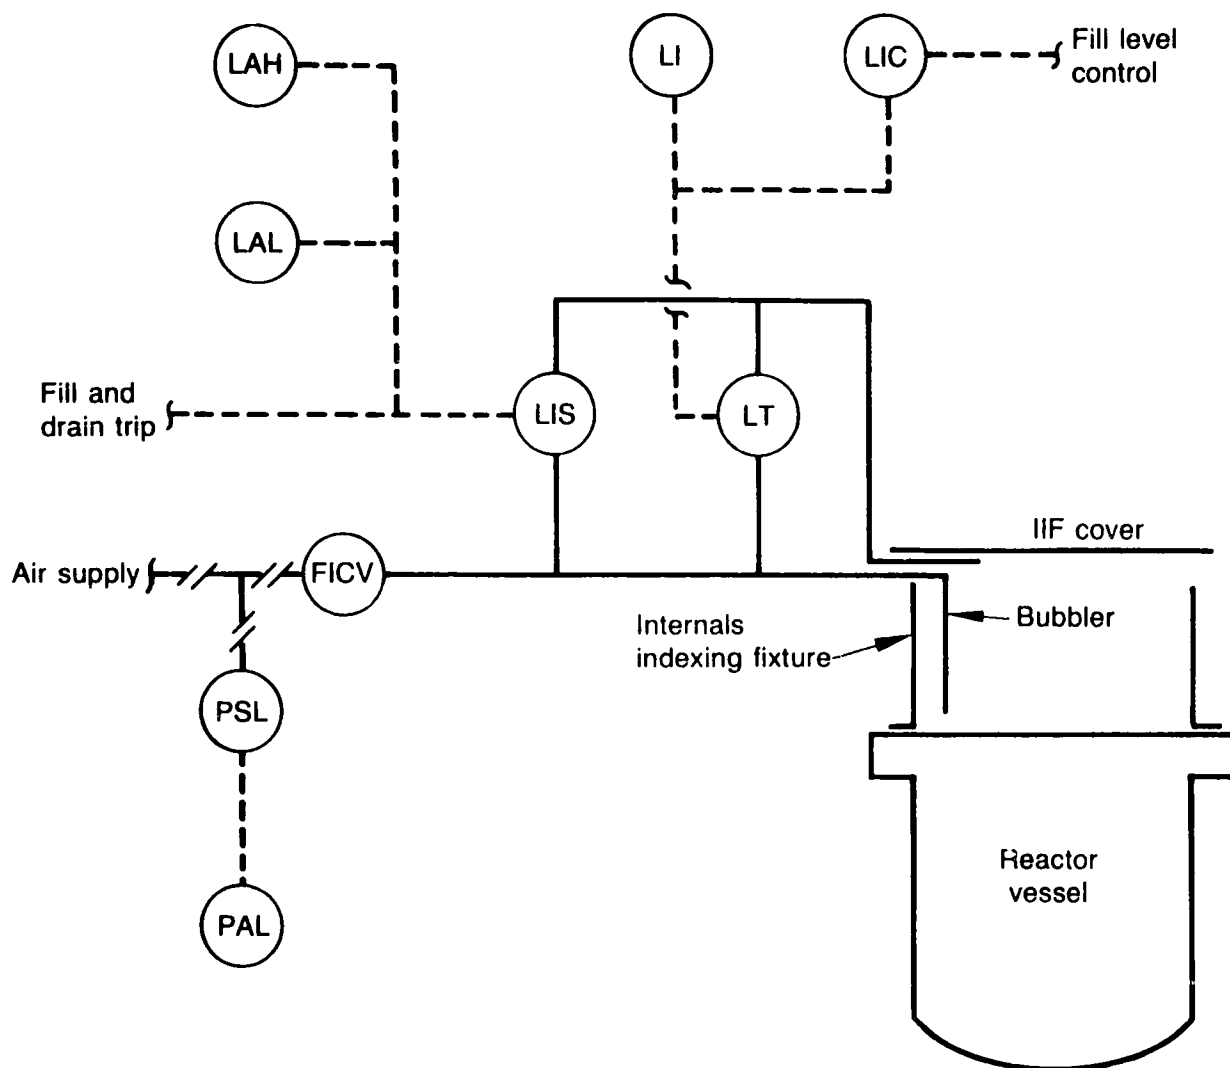 LAH
LI
LIC
Fill level
control
LAL
Fill and
drain trip
LIS
LT
IIF cover
Air supply
FICV
Internals
indexing fixture
Bubbler
PSL
Reactor
vessel
PAL